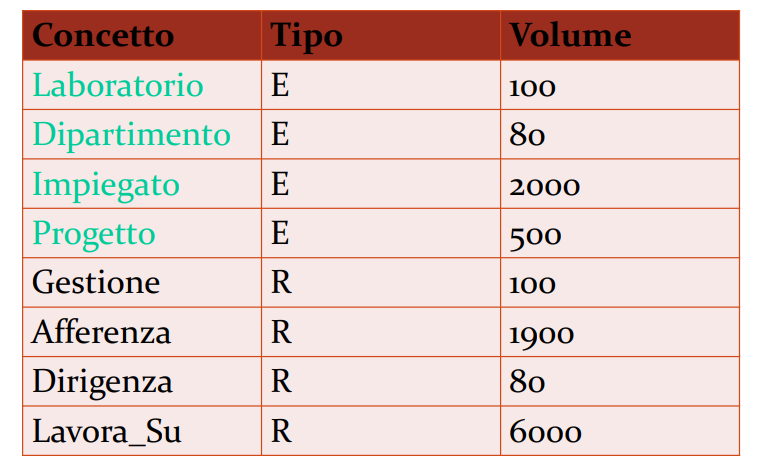 Concetto Tipo Volume
Laboratorio E 100
Dipartimento E 80
Impiegato E 2000
Progetto E 500
Gestione R 100
Afferenza R 1900
Dirigenza R 80
Lavora_Su R 6000